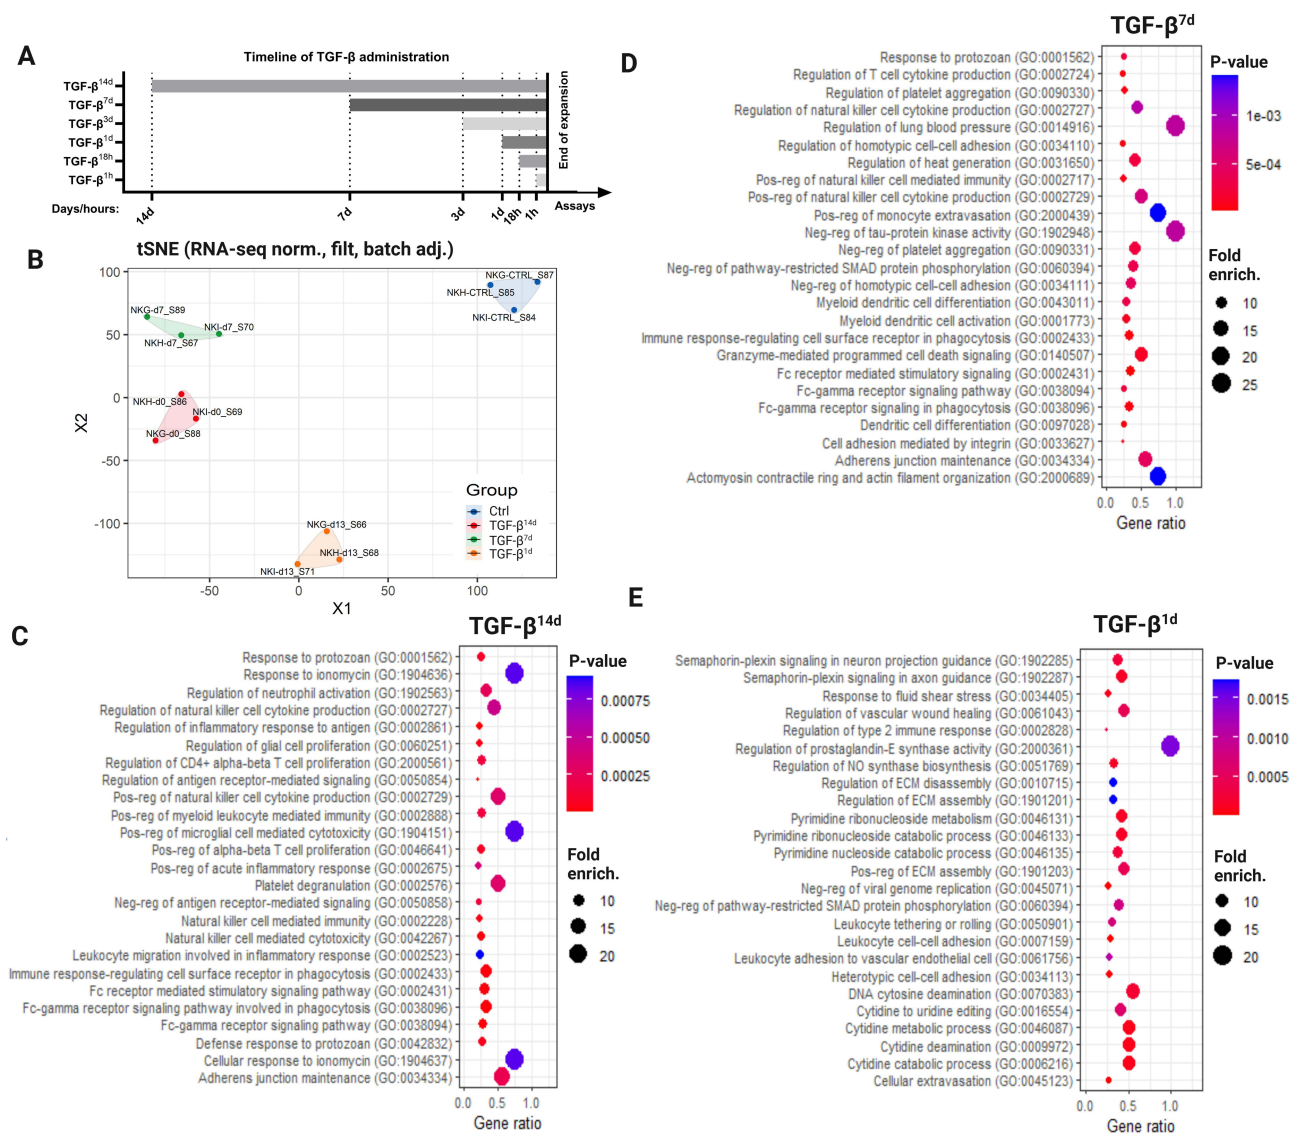 A
Timeline of TGF-β administration
TGF-β14d
TGF-β7d
TGF-β3d
TGF-β1d
TGF-β18h
TGF-β1h
End of expansion
Days/hours:
14d
7d
3d
1d
18h
1h
Assays
B
tSNE (RNA-seq norm., filt, batch adj.)
100
50
0
-50
-100
X2
NKG-CTRL_S87
NKH-CTRL_S85
NKI-CTRL_S84
NKG-d7_S89
NKI-d7_S70
NKH-d7_S67
NKH-d0_S86
NKI-d0_S69
NKG-d0_S88
NKG-d13_S66
NKH-d13_S68
NKI-d13_S71
Group
Ctrl
TGF-β14d
TGF-β7d
TGF-β1d
-50
0
50
100
X1
C
TGF-β14d
Response to protozoan (GO:0001562)
Response to ionomycin (GO:1904636)
Regulation of neutrophil activation (GO:1902563)
Regulation of natural killer cell cytokine production (GO:0002727)
Regulation of inflammatory response to antigen (GO:0002861)
Regulation of glial cell proliferation (GO:0060251)
Regulation of CD4+ alpha-beta T cell proliferation (GO:2000561)
Regulation of antigen receptor-mediated signaling (GO:0050854)
Pos-reg of natural killer cell cytokine production (GO:0002729)
Pos-reg of myeloid leukocyte mediated immunity (GO:0002888)
Pos-reg of microglial cell mediated cytotoxicity (GO:1904151)
Pos-reg of alpha-beta T cell proliferation (GO:0046641)
Pos-reg of acute inflammatory response (GO:0002675)
Platelet degranulation (GO:0002576)
Neg-reg of antigen receptor-mediated signaling (GO:0050858)
Natural killer cell mediated immunity (GO:0002228)
Natural killer cell mediated cytotoxicity (GO:0042267)
Leukocyte migration involved in inflammatory response (GO:0002523)
Immune response-regulating cell surface receptor in phagocytosis (GO:0002433)
Fc receptor mediated stimulatory signaling pathway (GO:0002431)
Fc-gamma receptor signaling pathway involved in phagocytosis (GO:0038096)
Fc-gamma receptor signaling pathway (GO:0038094)
Defense response to protozoan (GO:0042832)
Cellular response to ionomycin (GO:1904637)
Adherens junction maintenance (GO:0034334)
0.0
0.5
1.0
Gene ratio
P-value
0.00075
0.00050
0.00025
Fold
enrich.
10
15
20
D
TGF-β7d
Response to protozoan (GO:0001562)
Regulation of T cell cytokine production (GO:0002724)
Regulation of platelet aggregation (GO:0090330)
Regulation of natural killer cell cytokine production (GO:0002727)
Regulation of lung blood pressure (GO:0014916)
Regulation of homotypic cell-cell adhesion (GO:0034110)
Regulation of heat generation (GO:0031650)
Pos-reg of natural killer cell mediated immunity (GO:0002717)
Pos-reg of natural killer cell cytokine production (GO:0002729)
Pos-reg of monocyte extravasation (GO:2000439)
Neg-reg of tau-protein kinase activity (GO:1902948)
Neg-reg of platelet aggregation (GO:0090331)
Neg-reg of pathway-restricted SMAD protein phosphorylation (GO:0060394)
Neg-reg of homotypic cell-cell adhesion (GO:0034111)
Myeloid dendritic cell differentiation (GO:0043011)
Myeloid dendritic cell activation (GO:0001773)
Immune response-regulating cell surface receptor in phagocytosis (GO:0002433)
Granzyme-mediated programmed cell death signaling (GO:0140507)
Fc receptor mediated stimulatory signaling (GO:0002431)
Fc-gamma receptor signaling pathway (GO:0038094)
Fc-gamma receptor signaling in phagocytosis (GO:0038096)
Dendritic cell differentiation (GO:0097028)
Cell adhesion mediated by integrin (GO:0033627)
Adherens junction maintenance (GO:0034334)
Actomyosin contractile ring and actin filament organization (GO:2000689)
0.0
0.5
1.0
Gene ratio
P-value
1e-03
5e-04
Fold
enrich.
10
15
20
25
E
TGF-β1d
Semaphorin-plexin signaling in neuron projection guidance (GO:1902285)
Semaphorin-plexin signaling in axon guidance (GO:1902287)
Response to fluid shear stress (GO:0034405)
Regulation of vascular wound healing (GO:0061043)
Regulation of type 2 immune response (GO:0002828)
Regulation of prostaglandin-E synthase activity (GO:2000361)
Regulation of NO synthase biosynthesis (GO:0051769)
Regulation of ECM disassembly (GO:0010715)
Regulation of ECM assembly (GO:1901201)
Pyrimidine ribonucleoside metabolism (GO:0046131)
Pyrimidine ribonucleoside catabolic process (GO:0046133)
Pyrimidine nucleoside catabolic process (GO:0046135)
Pos-reg of ECM assembly (GO:1901203)
Neg-reg of viral genome replication (GO:0045071)
Neg-reg of pathway-restricted SMAD protein phosphorylation (GO:0060394)
Leukocyte tethering or rolling (GO:0050901)
Leukocyte cell-cell adhesion (GO:0007159)
Leukocyte adhesion to vascular endothelial cell (GO:0061756)
Heterotypic cell-cell adhesion (GO:0034113)
DNA cytosine deamination (GO:0070383)
Cytidine to uridine editing (GO:0016554)
Cytidine metabolic process (GO:0046087)
Cytidine deamination (GO:0009972)
Cytidine catabolic process (GO:0006216)
Cellular extravasation (GO:0045123)
0.0
0.5
1.0
Gene ratio
P-value
0.0015
0.0010
0.0005
Fold
enrich.
10
15
20